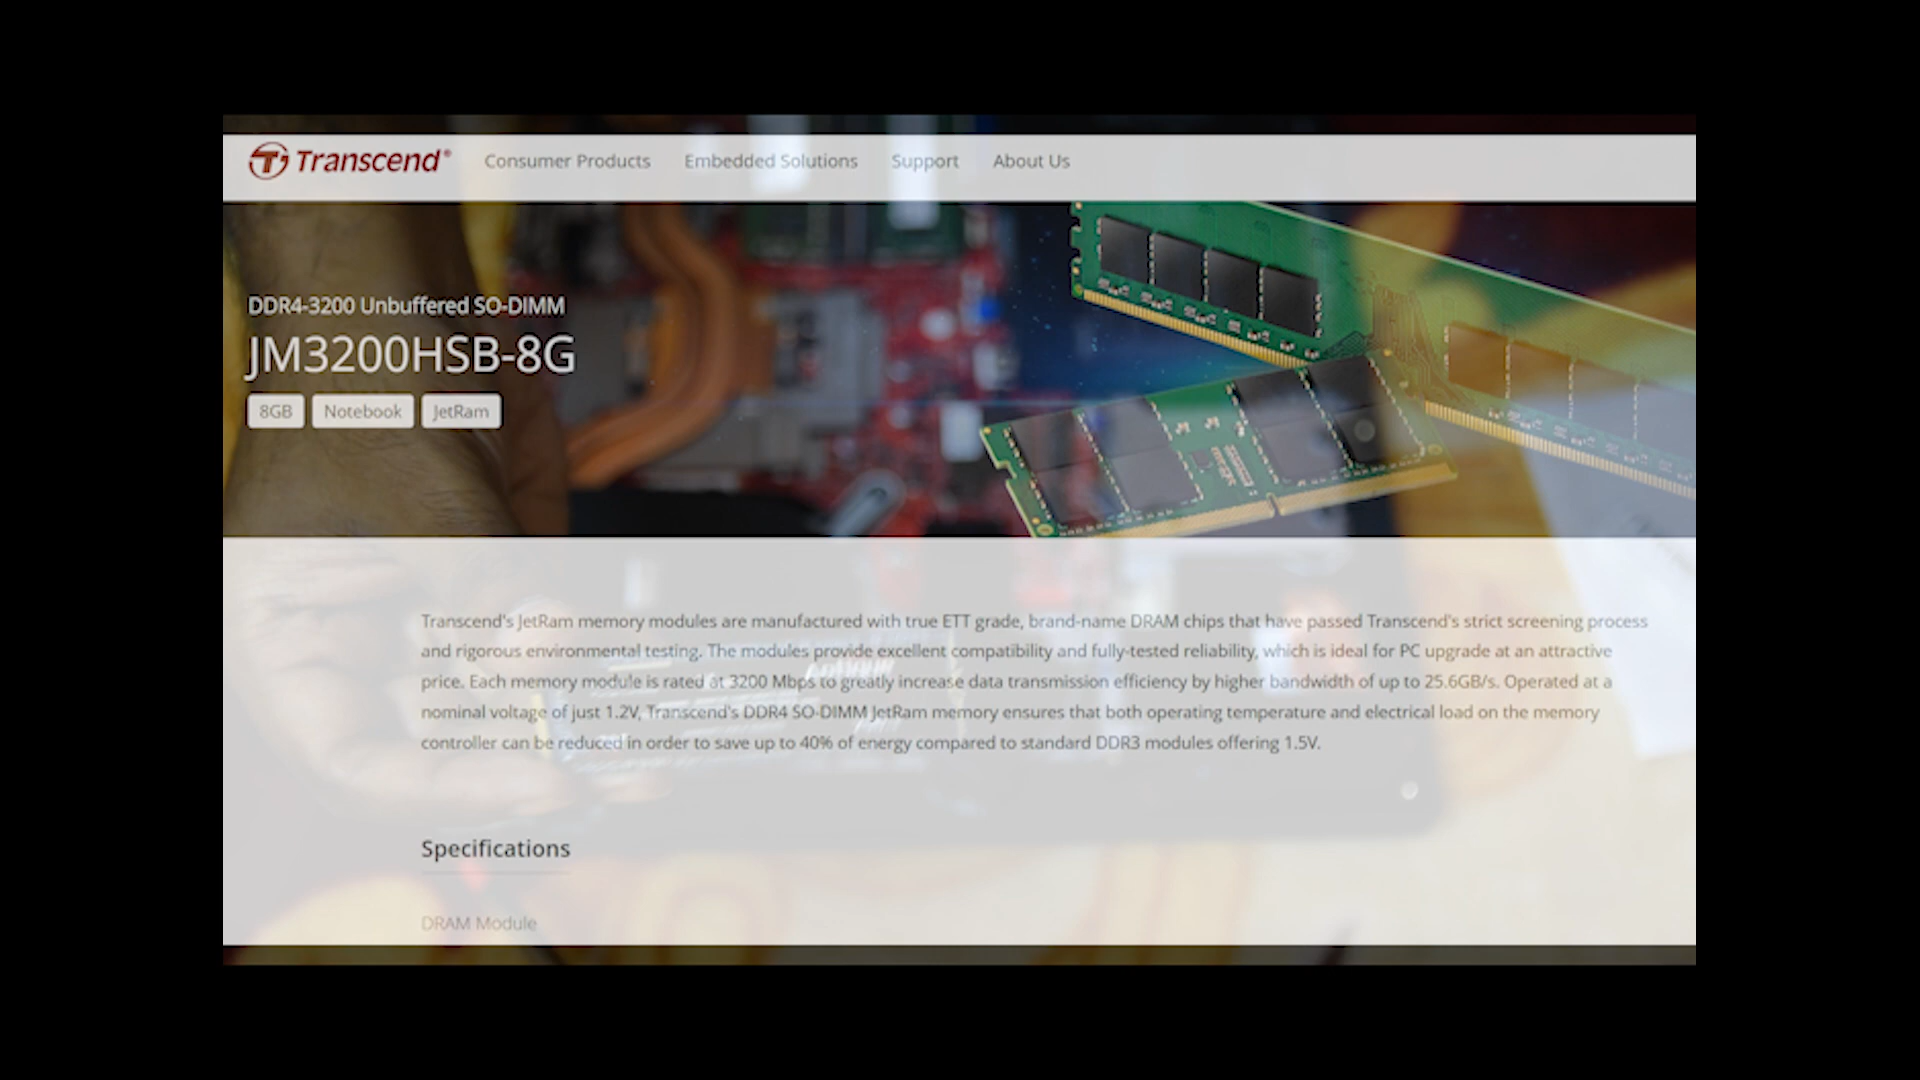 Transcend®
Consumer Products Embedded Solutions Support About Us
DDR4-3200 Unbuffered SO-DIMM
JM3200HSB-8G
8GB Notebook JetRam
Transcend's JetRam memory modules are manufactured with true ETT grade, brand-name DRAM chips that have passed Transcend's strict screening process
and rigorous environmental testing. The modules provide excellent compatibility and fully-tested reliability, which is ideal for PC upgrade at an attractive
price. Each memory module is rated at 3200 Mbps to greatly increase data transmission efficiency by higher bandwidth of up to 25.6GB/s. Operated at a
nominal voltage of just 1.2V, Transcend's DDR4 SO-DIMM JetRam memory ensures that both operating temperature and electrical load on the memory
controller can be reduced in order to save up to 40% of energy compared to standard DDR3 modules offering 1.5V.
Specifications
DRAM Module